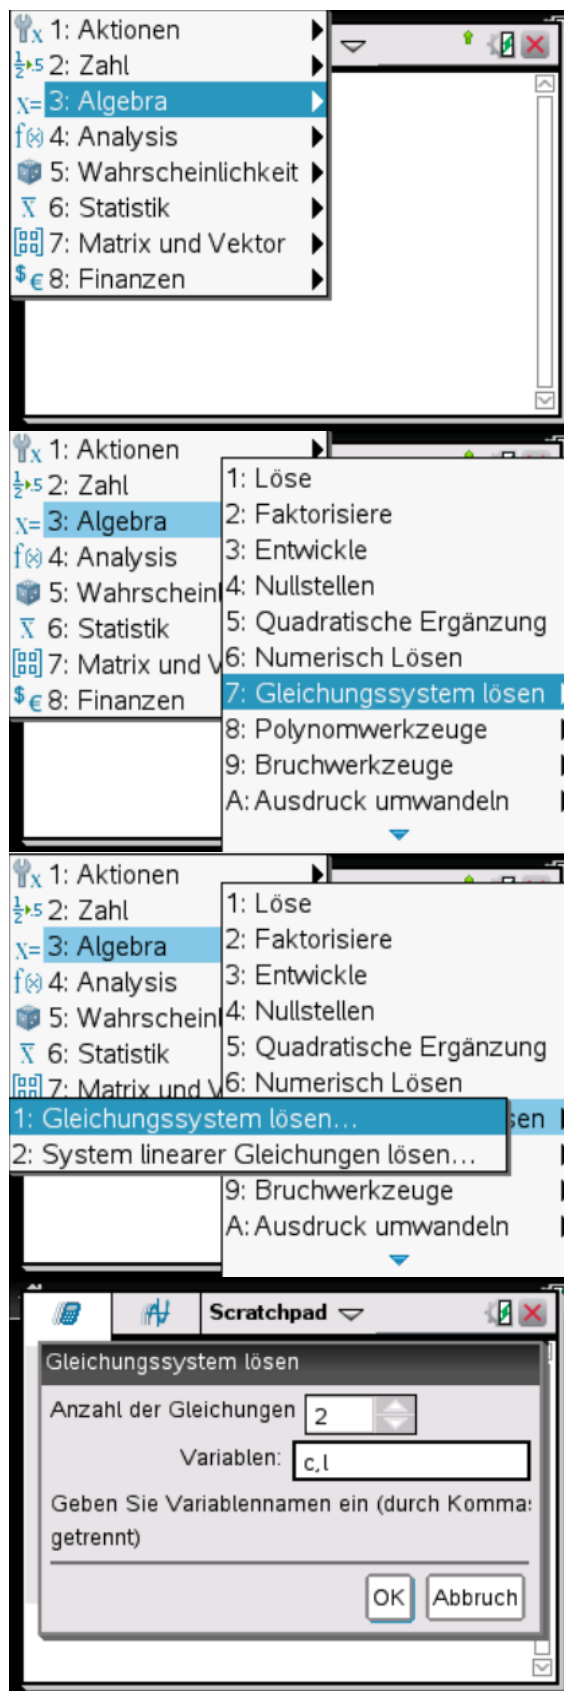 1: Aktionen
2: Zahl
3: Algebra
4: Analysis
5: Wahrscheinlichkeit
6: Statistik
7: Matrix und Vektor
8: Finanzen
1: Aktionen
2: Zahl
3: Algebra
4: Analysis
5: Wahrscheinl
6: Statistik
7: Matrix und V
8: Finanzen
1: Löse
2: Faktorisiere
3: Entwickle
4: Nullstellen
5: Quadratische Ergänzung
6: Numerisch Lösen
7: Gleichungssystem lösen
8: Polynomwerkzeuge
9: Bruchwerkzeuge
A: Ausdruck umwandeln
1: Aktionen
2: Zahl
3: Algebra
4: Analysis
5: Wahrscheinl
6: Statistik
7: Matrix und V
1: Löse
2: Faktorisiere
3: Entwickle
4: Nullstellen
5: Quadratische Ergänzung
6: Numerisch Lösen
sen
1: Gleichungssystem lösen...
2: System linearer Gleichungen lösen...
9: Bruchwerkzeuge
A: Ausdruck umwandeln
Scratchpad
Gleichungssystem lösen
Anzahl der Gleichungen 2
Variablen: c,l
Geben Sie Variablennamen ein (durch Kommas
getrennt)
OK Abbruch